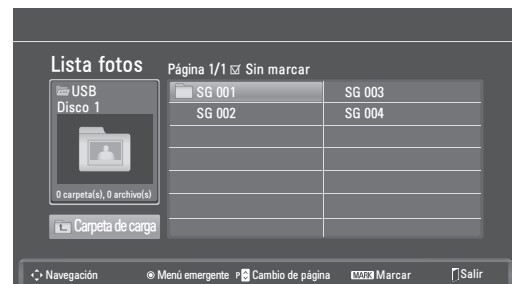 Lista fotos
Página 1/1 Sin marcar
USB
Disco 1
0 carpeta(s), 0 archivo(s)
Carpeta de carga
SG 001 SG 003
SG 002 SG 004
Navegación Menú emergente P Cambio de página MARK Marcar Salir